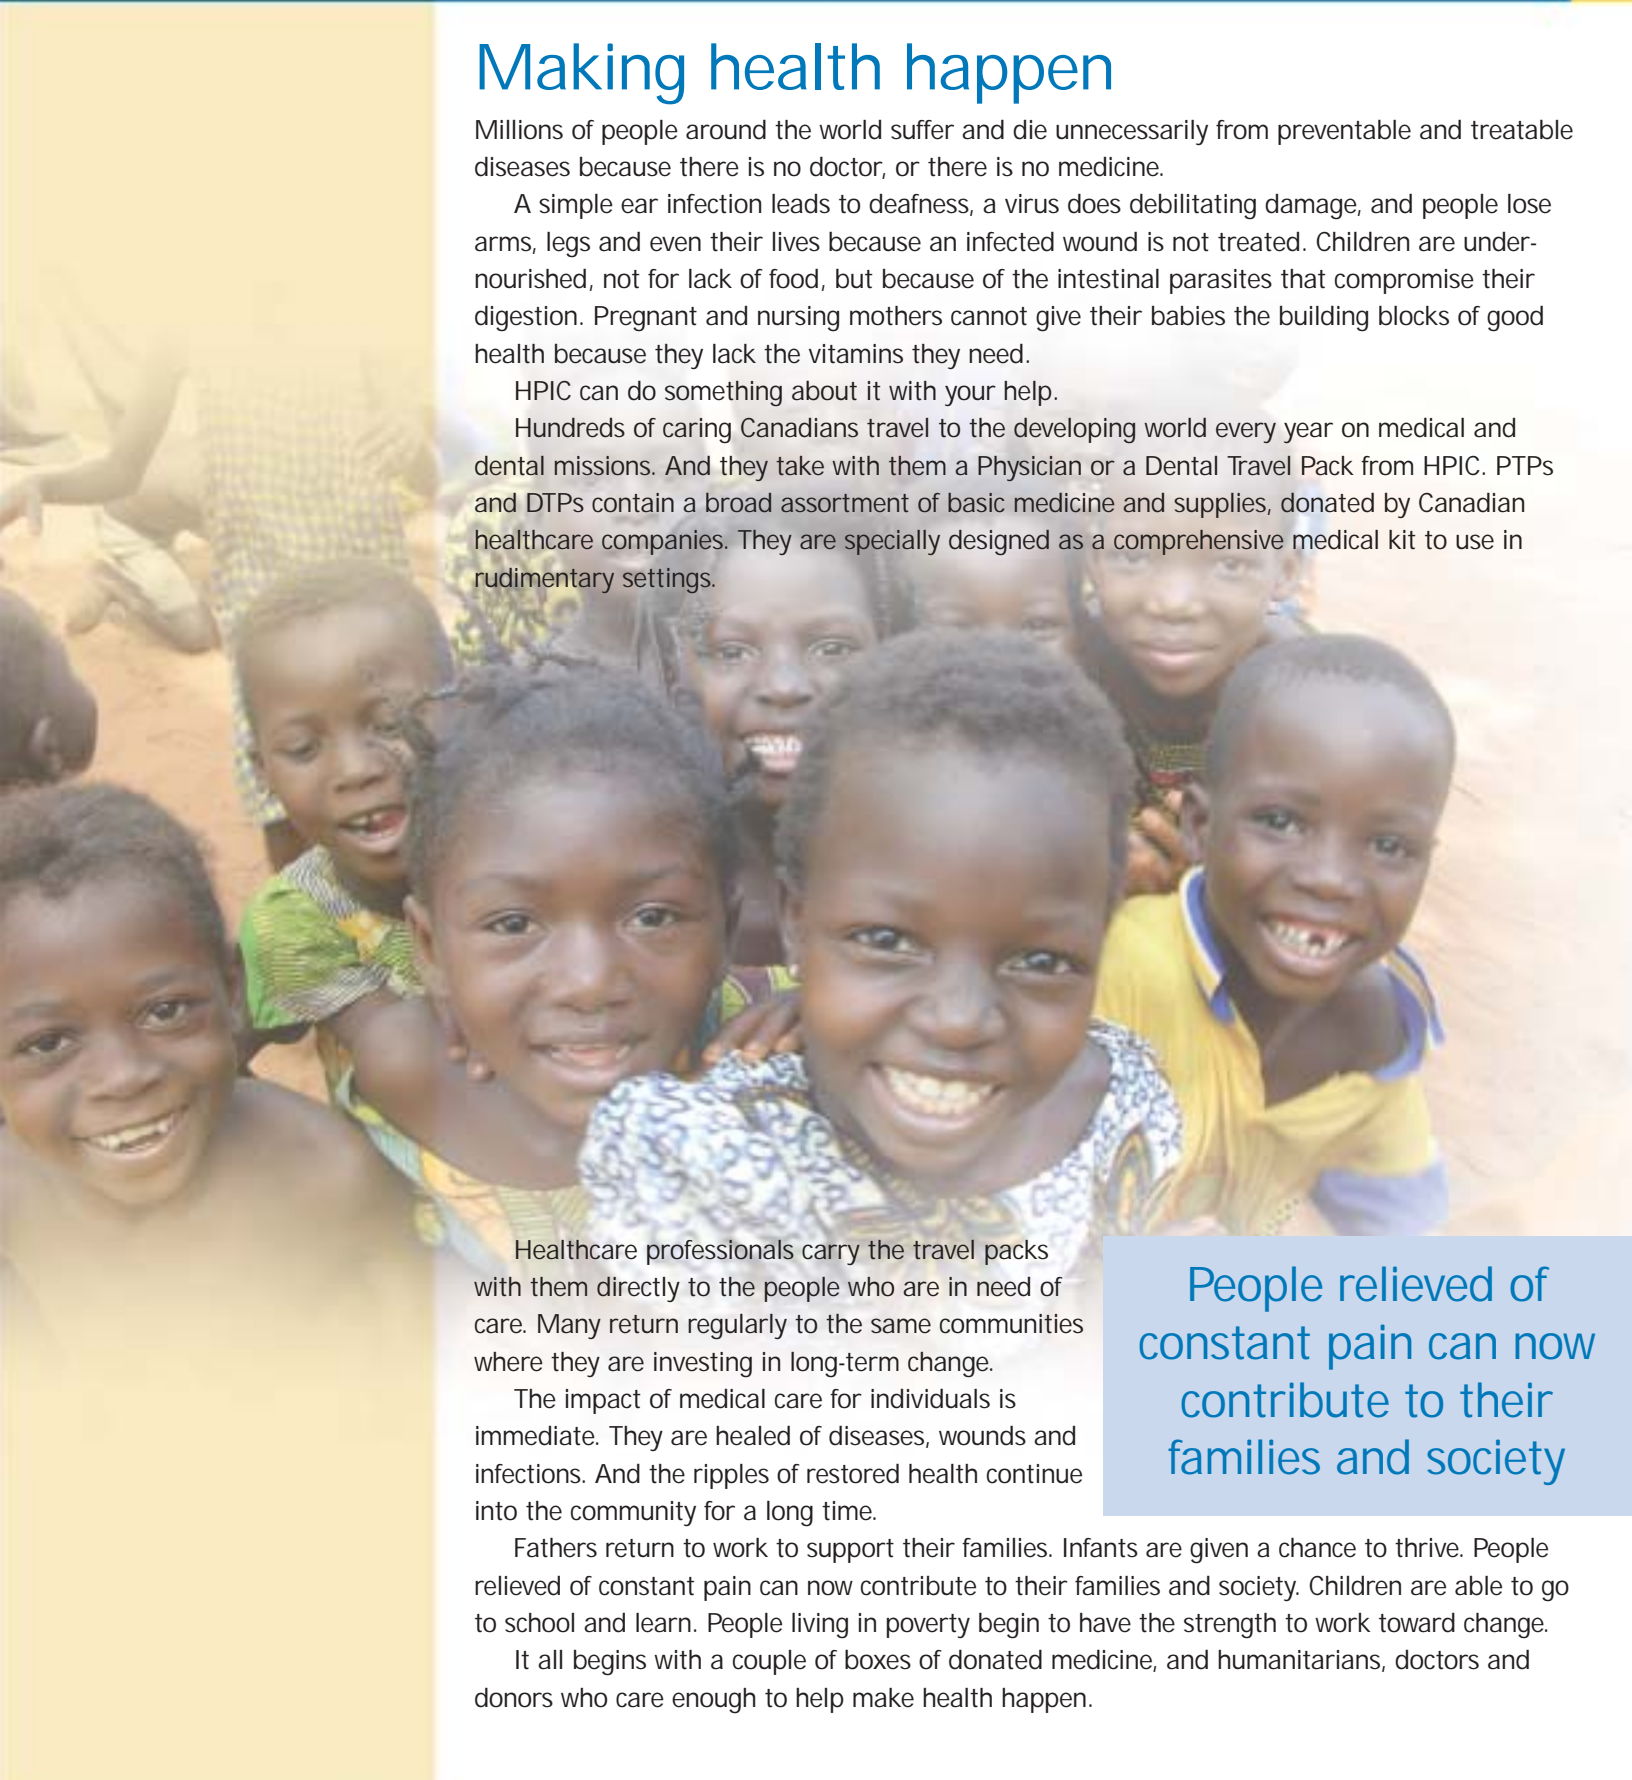 Making health happen
Millions of people around the world suffer and die unnecessarily from preventable and treatable
diseases because there is no doctor, or there is no medicine.
A simple ear infection leads to deafness, a virus does debilitating damage, and people lose
arms, legs and even their lives because an infected wound is not treated. Children are under-
nourished, not for lack of food, but because of the intestinal parasites that compromise their
digestion. Pregnant and nursing mothers cannot give their babies the building blocks of good
health because they lack the vitamins they need.
HPIC can do something about it with your help.
Hundreds of caring Canadians travel to the developing world every year on medical and
dental missions. And they take with them a Physician or a Dental Travel Pack from HPIC. PTPs
and DTPs contain a broad assortment of basic medicine and supplies, donated by Canadian
healthcare companies. They are specially designed as a comprehensive medical kit to use in
rudimentary settings.
Healthcare professionals carry the travel packs
with them directly to the people who are in need of
care. Many return regularly to the same communities
where they are investing in long-term change.
The impact of medical care for individuals is
immediate. They are healed of diseases, wounds and
infections. And the ripples of restored health continue
into the community for a long time.
People relieved of
constant pain can now
contribute to their
families and society
Fathers return to work to support their families. Infants are given a chance to thrive. People
relieved of constant pain can now contribute to their families and society. Children are able to go
to school and learn. People living in poverty begin to have the strength to work toward change.
It all begins with a couple of boxes of donated medicine, and humanitarians, doctors and
donors who care enough to help make health happen.